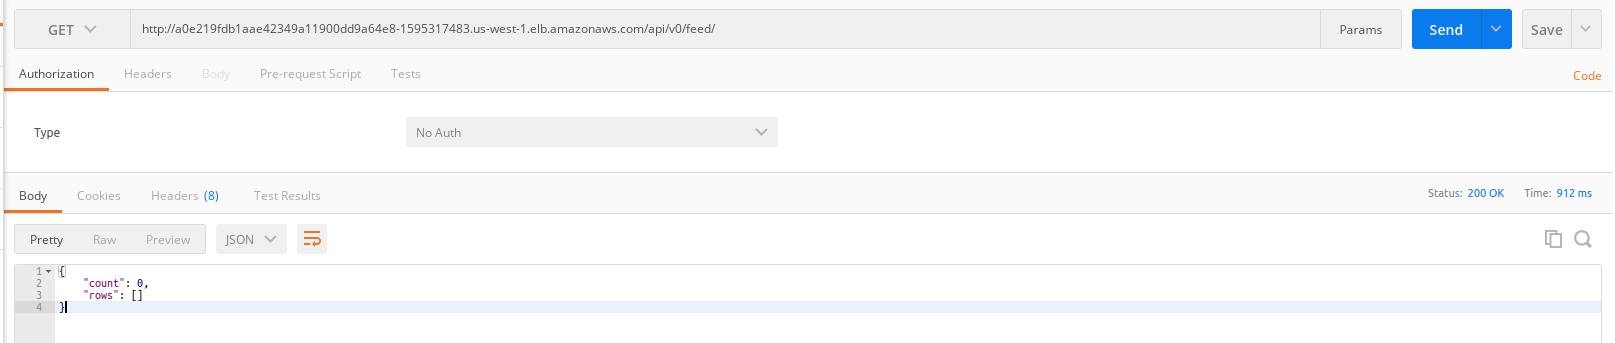 GET http://a0e219fdb1aae42349a11900dd9a64e8-1595317483.us-west-1.elb.amazonaws.com/api/v0/feed/ Params Send Save
Authorization Headers Body Pre-request Script Tests Code
Type No Auth
Body Cookies Headers (8) Test Results Status: 200 OK Time: 912 ms
Pretty Raw Preview JSON
1 {
2 "count": 0,
3 "rows": []
4 }